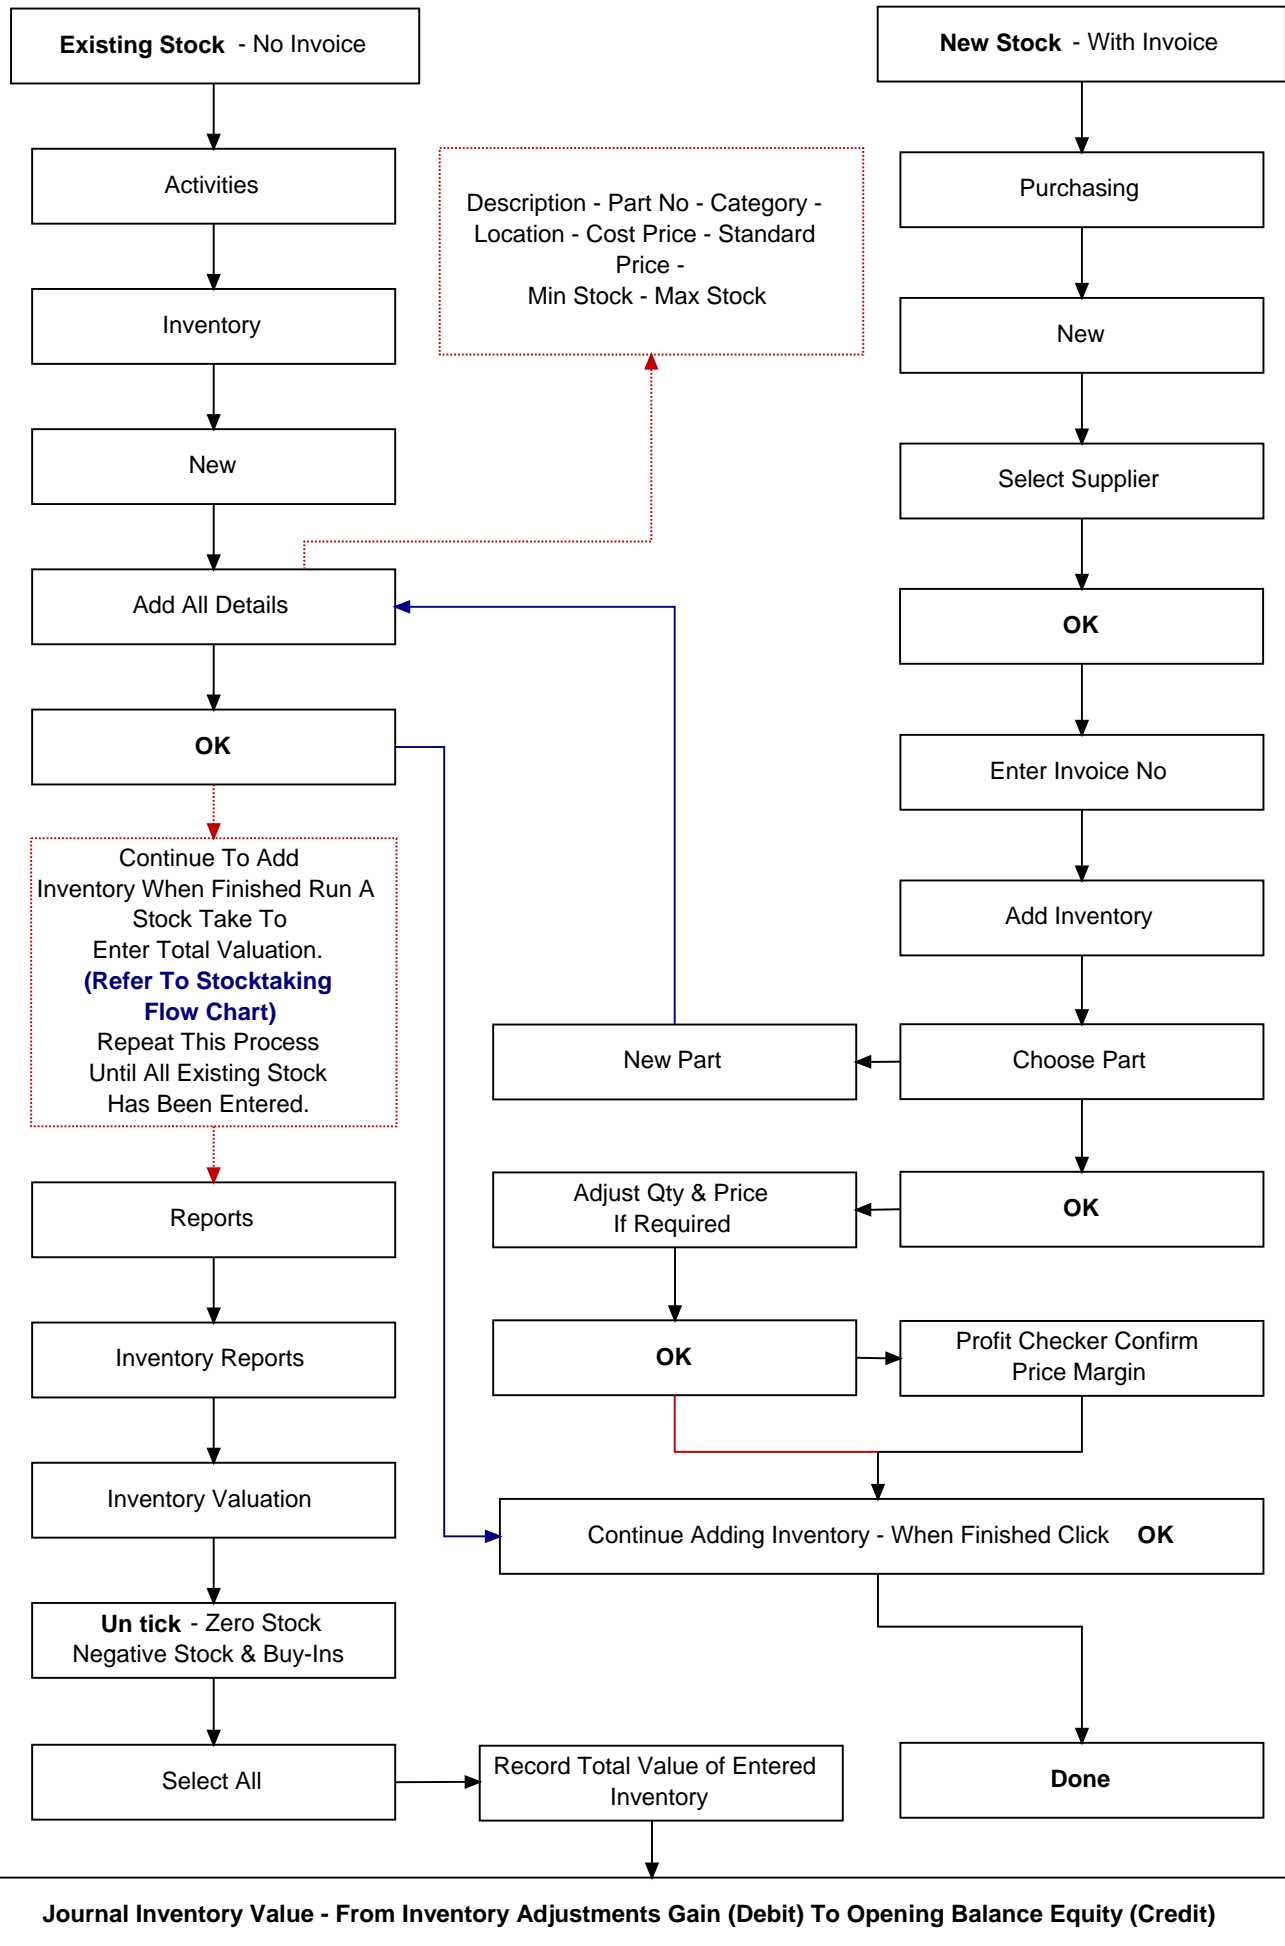 Existing Stock - No Invoice
Activities
Inventory
New
Add All Details
OK
Continue To Add
Inventory When Finished Run A
Stock Take To
Enter Total Valuation.
(Refer To Stocktaking
Flow Chart)
Repeat This Process
Until All Existing Stock
Has Been Entered.
Reports
Inventory Reports
Inventory Valuation
Un tick - Zero Stock
Negative Stock & Buy-Ins
Select All
Record Total Value of Entered
Inventory
Description - Part No - Category -
Location - Cost Price - Standard
Price -
Min Stock - Max Stock
New Stock - With Invoice
Purchasing
New
Select Supplier
OK
Enter Invoice No
Add Inventory
Choose Part
New Part
OK
Adjust Qty & Price
If Required
OK
Profit Checker Confirm
Price Margin
Continue Adding Inventory - When Finished Click OK
Done
Journal Inventory Value - From Inventory Adjustments Gain (Debit) To Opening Balance Equity (Credit)